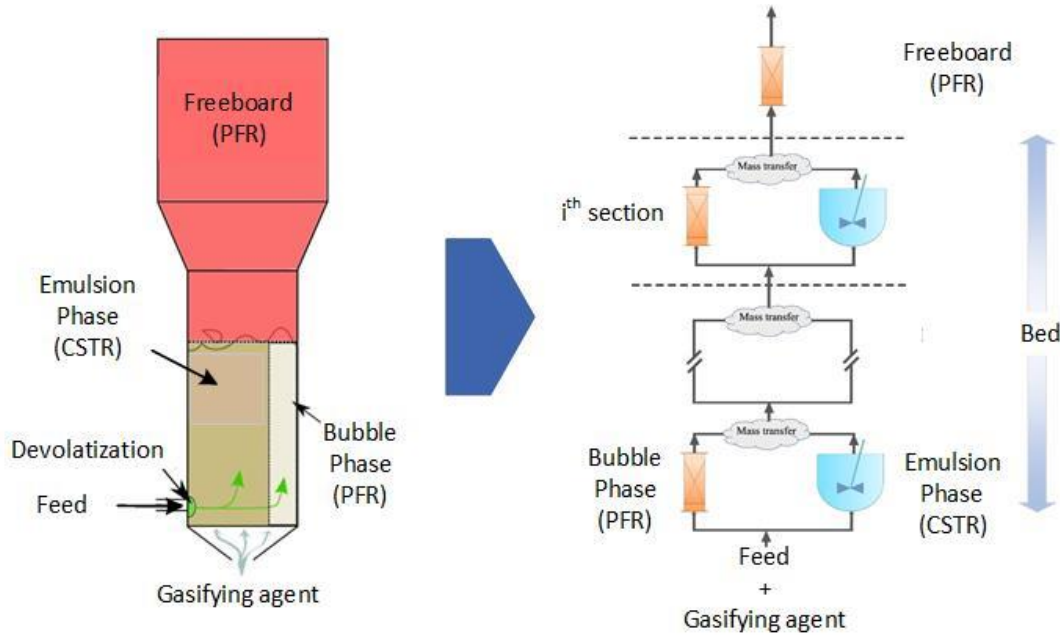 Freeboard
(PFR)
Emulsion
Phase
(CSTR)
Devolatization
Feed
Bubble
Phase
(PFR)
Gasifying agent
Freeboard
(PFR)
Mass transfer
i^th section
Mass transfer
Bed
Mass transfer
Bubble
Phase
(PFR)
Emulsion
Phase
(CSTR)
Feed
+
Gasifying agent